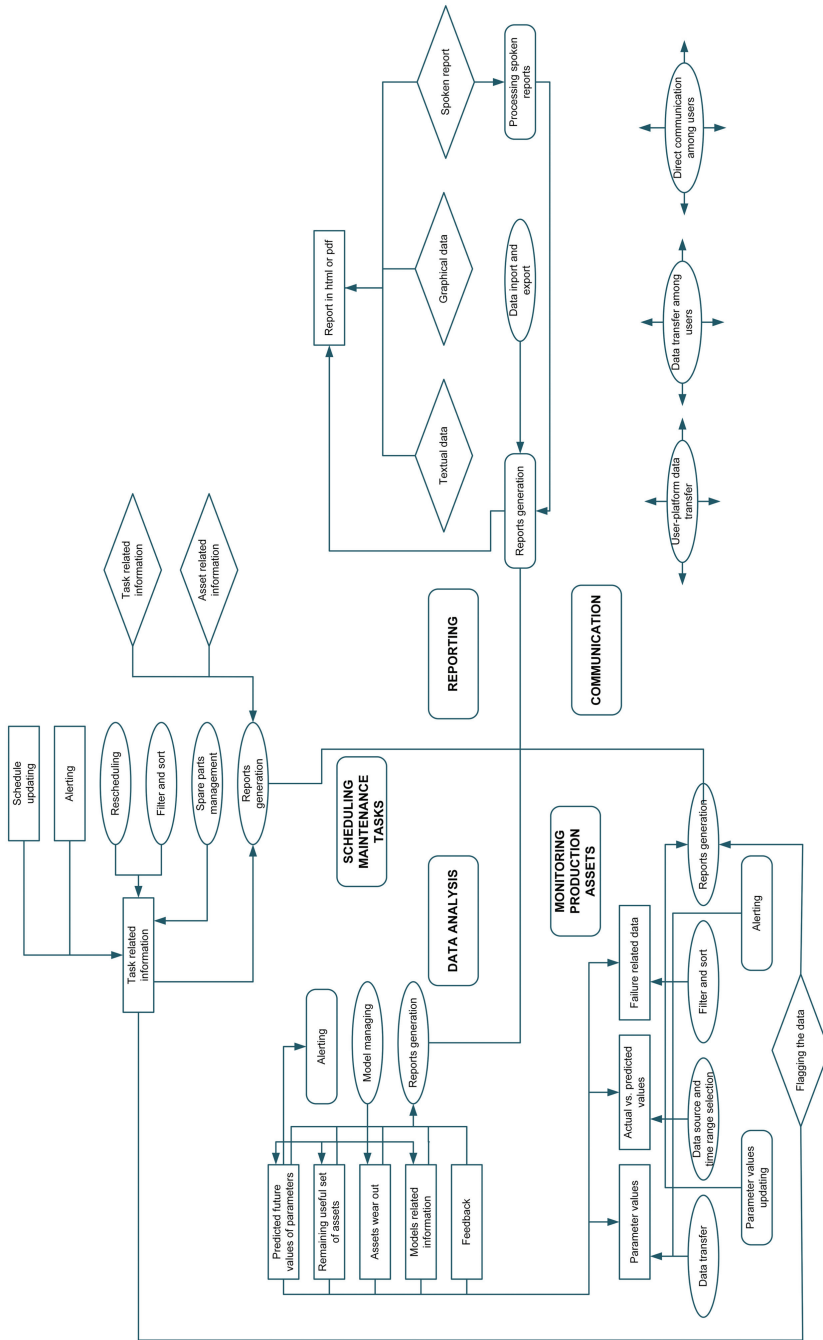 Schedule
updating
Alerting
Rescheduling
Filter and sort
Spare parts
management
Reports
generation
Task related
information
Task related
information
Asset related
information
SCHEDULING
MAINTENANCE
TASKS
Predicted future
values of parameters
Remaining useful set
of assets
Assets wear out
Models related
information
Feedback
Alerting
Model managing
Reports generation
DATA ANALYSIS
REPORTING
Report in html or pdf
Textual data
Graphical data
Spoken report
Reports generation
Data inport and
export
Processing spoken
reports
MONITORING
PRODUCTION
ASSETS
COMMUNICATION
Parameter values
Actual vs. predicted
values
Failure related data
Data transfer
Data source and
time range selection
Filter and sort
Reports generation
Parameter values
updating
Alerting
Flagging the data
User-platform data
transfer
Data transfer among
users
Direct communication
among users